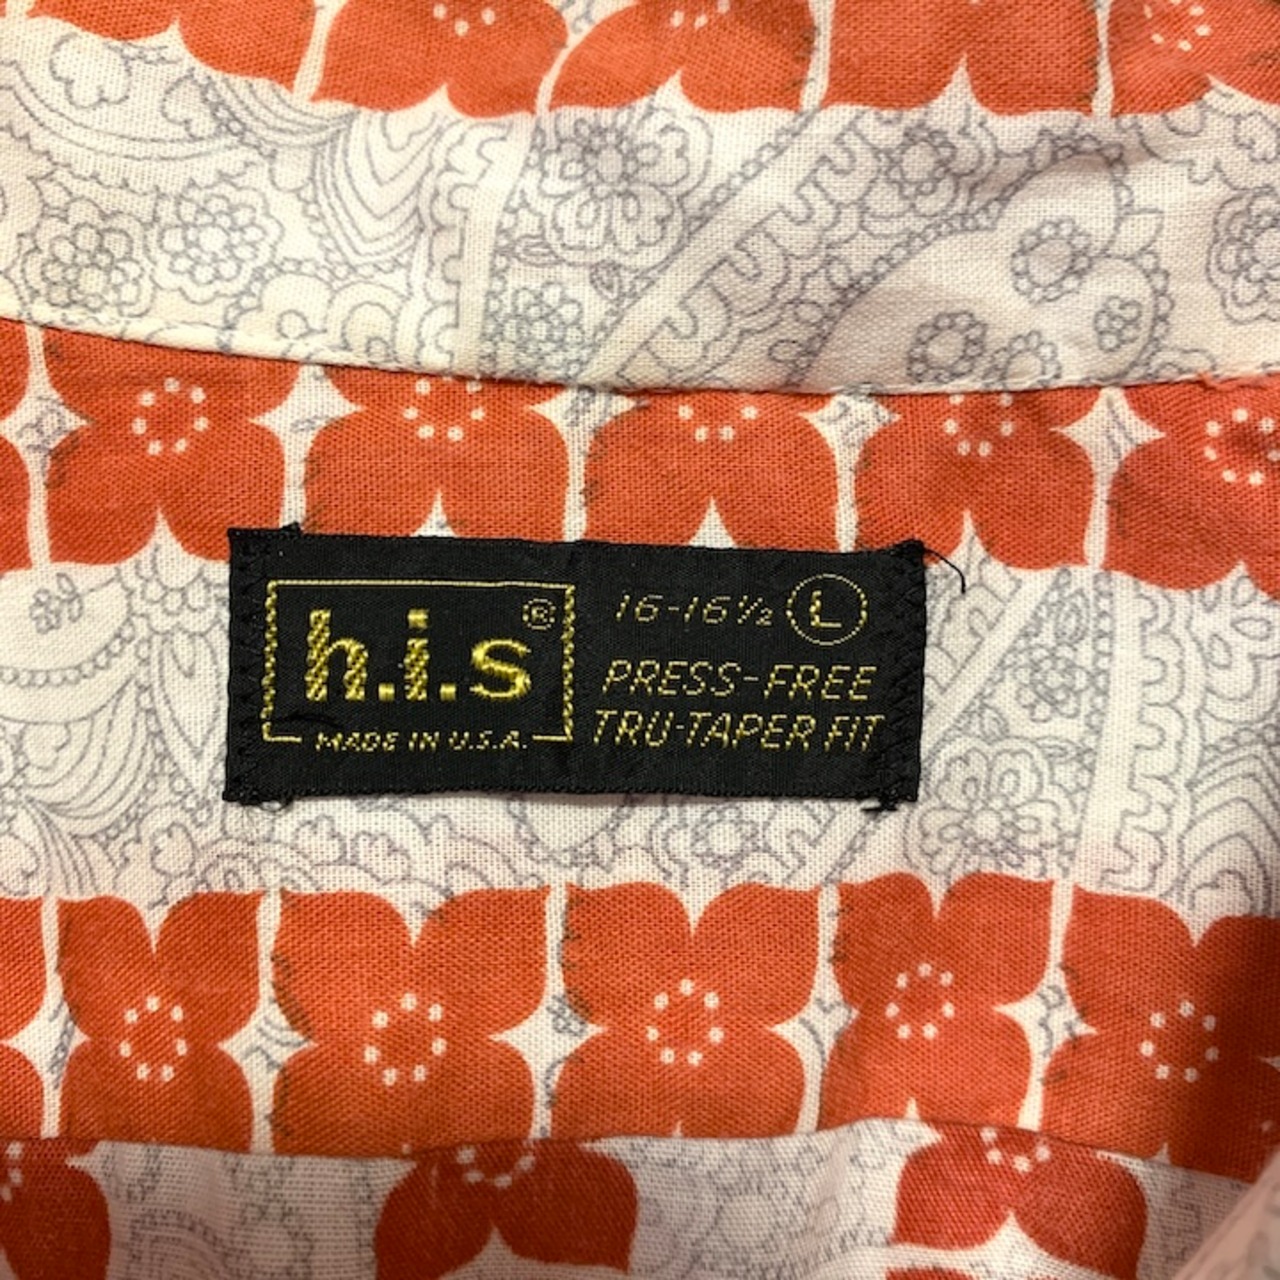 h.i.s®
MADE IN U.S.A.
16-16½ L
PRESS-FREE
TRU-TAPER FIT